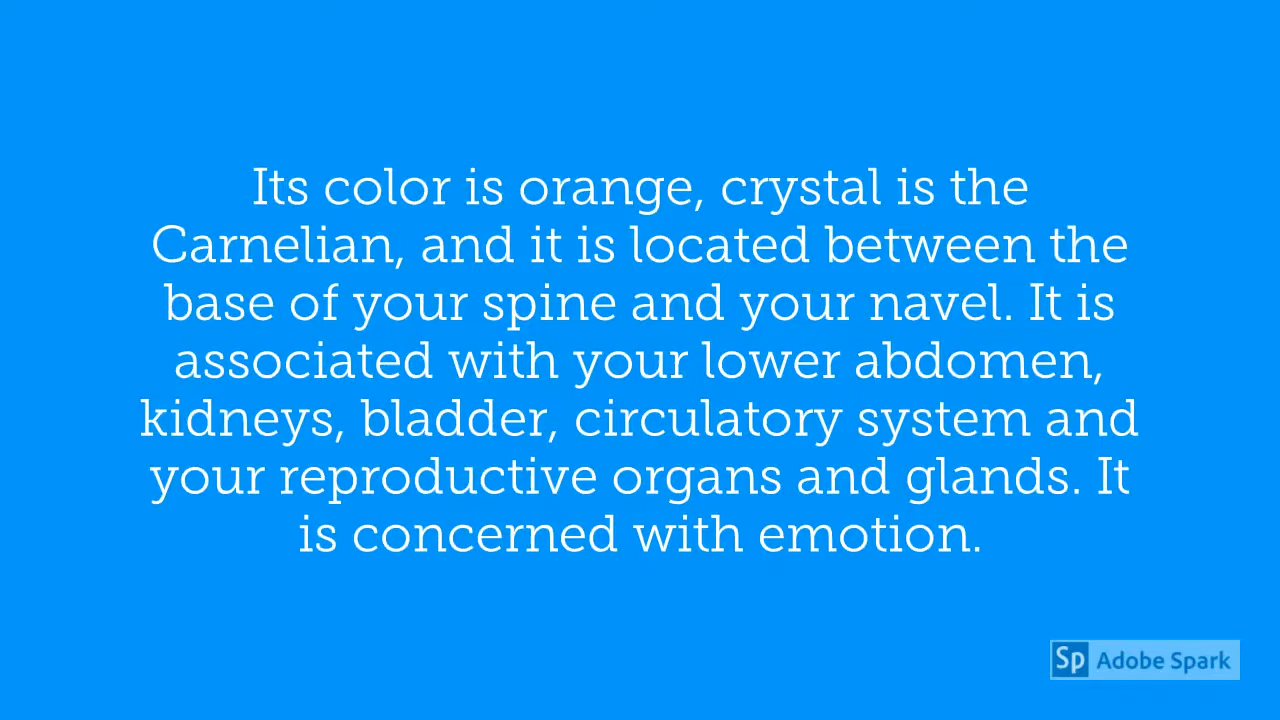 Its color is orange, crystal is the
Carnelian, and it is located between the
base of your spine and your navel. It is
associated with your lower abdomen,
kidneys, bladder, circulatory system and
your reproductive organs and glands. It
is concerned with emotion.
Sp Adobe Spark